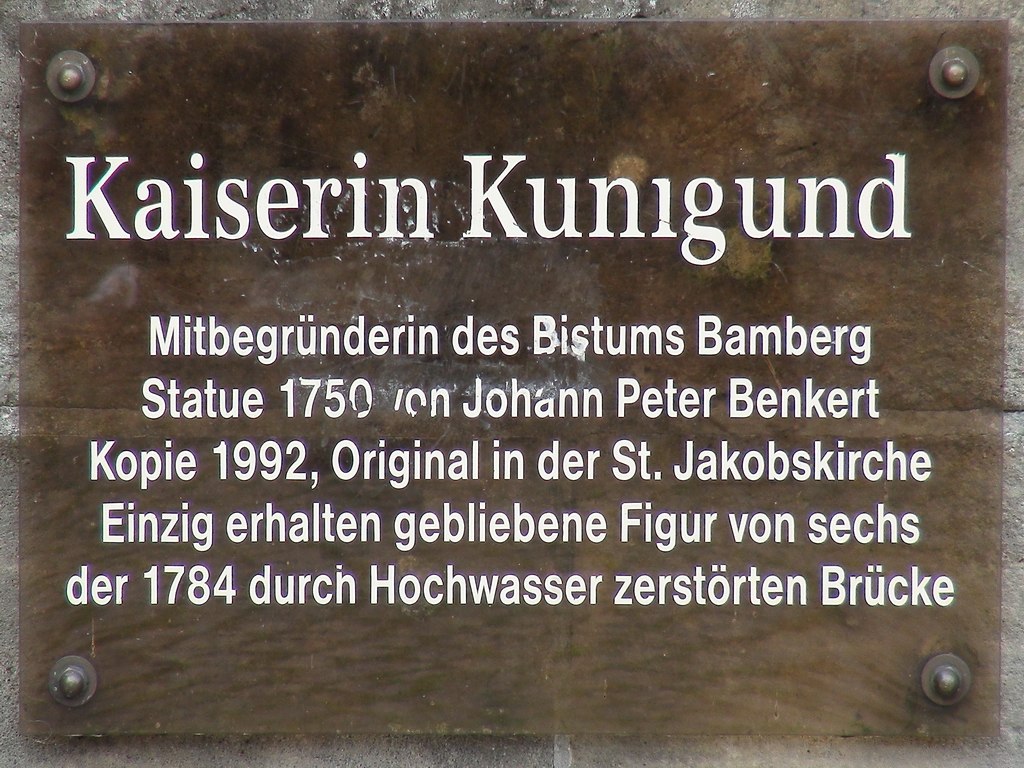 Kaiserin Kunigund
Mitbegründerin des Bistums Bamberg
Statue 1750 von Johann Peter Benkert
Kopie 1992, Original in der St. Jakobskirche
Einzig erhalten gebliebene Figur von sechs
der 1784 durch Hochwasser zerstörten Brücke